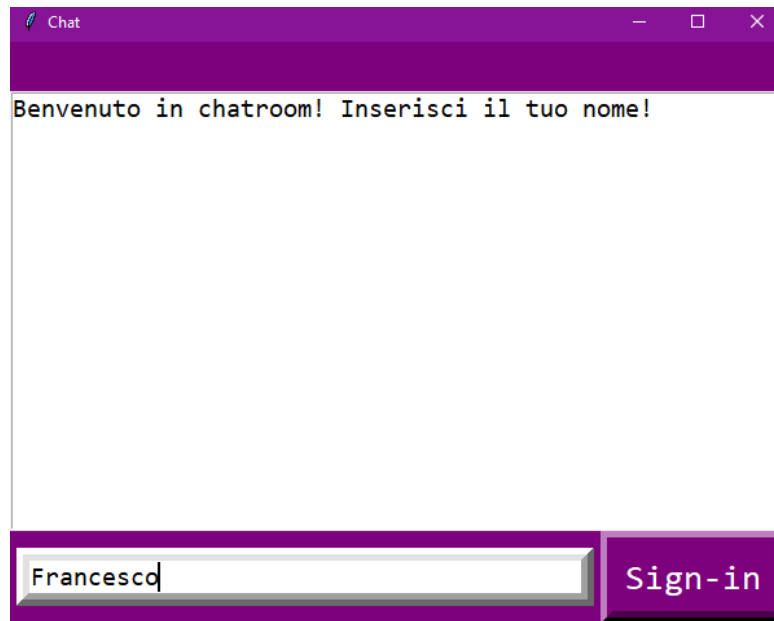 Chat
Benvenuto in chatroom! Inserisci il tuo nome!
Francesco
Sign-in